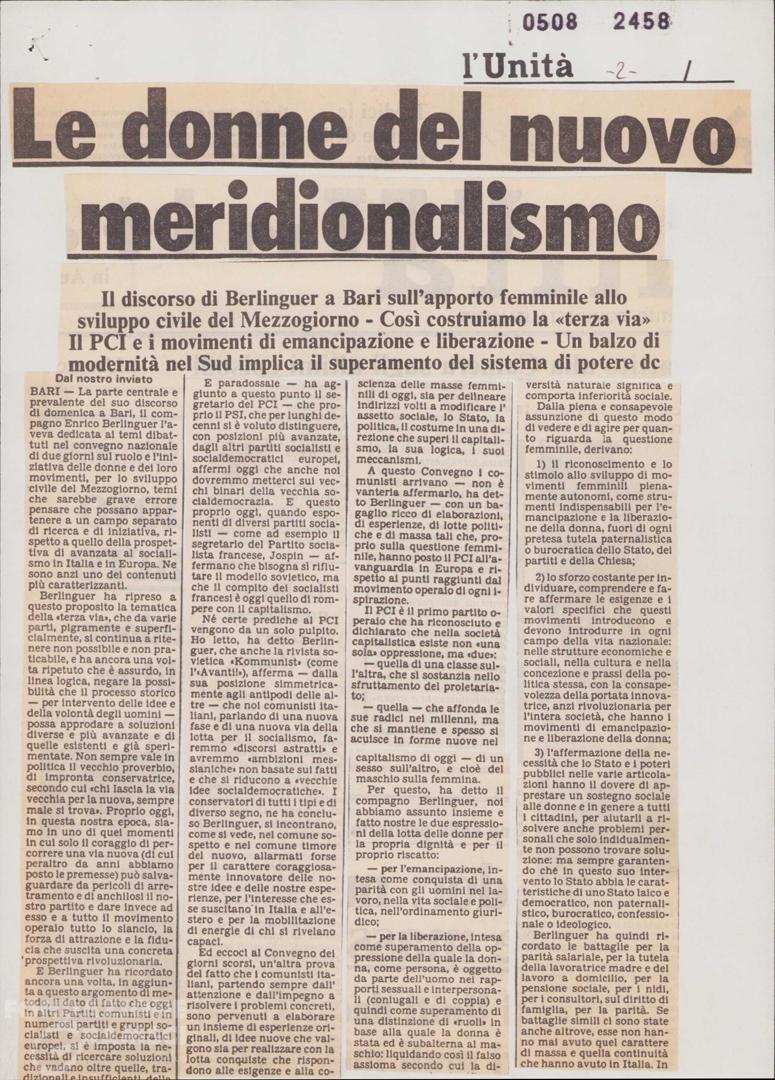 0508 2458
l'Unità -2- 1
Le donne del nuovo
meridionalismo
Il discorso di Berlinguer a Bari sull'apporto femminile allo
sviluppo civile del Mezzogiorno - Così costruiamo la «terza via»
Il PCI e i movimenti di emancipazione e liberazione - Un balzo di
modernità nel Sud implica il superamento del sistema di potere dc
Dal nostro inviato
BARI — La parte centrale e
prevalente del suo discorso
di domenica a Bari, il com-
pagno Enrico Berlinguer l'a-
veva dedicata ai temi dibat-
tuti nel convegno nazionale
di due giorni sul ruolo e l'ini-
ziativa delle donne e dei loro
movimenti, per lo sviluppo
civile del Mezzogiorno, temi
che sarebbe grave errore
pensare che possano appar-
tenere a un campo separato
di ricerca e di iniziativa, ri-
spetto a quello della prospet-
tiva di avanzata al sociali-
smo in Italia e in Europa. Ne
sono anzi uno dei contenuti
più caratterizzanti.
Berlinguer ha ripreso a
questo proposito la tematica
della «terza via», che da varie
parti, pigramente e superfi-
cialmente, si continua a rite-
nere non possibile e non pra-
ticabile, e ha ancora una vol-
ta ripetuto che è assurdo, in
linea logica, negare la possi-
bilità che il processo storico
— per intervento delle idee e
della volontà degli uomini —
possa approdare a soluzioni
diverse e più avanzate e di
quelle esistenti e già speri-
mentate. Non sempre vale in
politica il vecchio proverbio,
di impronta conservatrice,
secondo cui «chi lascia la via
vecchia per la nuova, sempre
male si trova». Proprio oggi,
in questa nostra epoca, sia-
mo in uno di quei momenti
in cui solo il coraggio di per-
correre una via nuova (di cui
peraltro da anni abbiamo
posto le premesse) può salva-
guardare da pericoli di arre-
tramento e di anchilosi il no-
stro partito e dare invece ad
esso e a tutto il movimento
operaio tutto lo slancio, la
forza di attrazione e la fidu-
cia che suscita una concreta
prospettiva rivoluzionaria.
E Berlinguer ha ricordato
ancora una volta, in aggiun-
ta a questo argomento di me-
todo, il dato di fatto che oggi
in altri Partiti comunisti e in
numerosi partiti e gruppi so-
cialisti e socialdemocratici
europei, si è imposta la ne-
cessità di ricercare soluzioni
che vadano oltre quelle, tra-
dizionali e insufficienti, delle
E paradossale — ha ag-
giunto a questo punto il se-
gretario del PCI — che pro-
prio il PSI, che per lunghi de-
cenni si è voluto distinguere,
con posizioni più avanzate,
dagli altri partiti socialisti e
socialdemocratici europei,
affermi oggi che anche noi
dovremmo metterci sui vec-
chi binari della vecchia so-
cialdemocrazia. E questo
proprio oggi, quando espo-
nenti di diversi partiti socia-
listi — come ad esempio il
segretario del Partito socia-
lista francese, Jospin — af-
fermano che bisogna sì rifiu-
tare il modello sovietico, ma
che il compito dei socialisti
francesi è oggi quello di rom-
pere con il capitalismo.
Né certe prediche al PCI
vengono da un solo pulpito.
Ho letto, ha detto Berlin-
guer, che anche la rivista so-
vietica «Kommunist» (come
l'«Avanti!»), afferma — dalla
sua posizione simmetrica-
mente agli antipodi delle al-
tre — che noi comunisti ita-
liani, parlando di una nuova
fase e di una nuova via della
lotta per il socialismo, fa-
remmo «discorsi astratti» e
avremmo «ambizioni mes-
sianiche» non basate sui fatti
e che si riducono a «vecchie
idee socialdemocratiche». I
conservatori di tutti i tipi e di
diverso segno, ne ha conclu-
so Berlinguer, si incontrano,
come si vede, nel comune so-
spetto e nel comune timore
del nuovo, allarmati forse
per il carattere coraggiosa-
mente innovatore delle no-
stre idee e delle nostre espe-
rienze, per l'interesse che es-
se suscitano in Italia e all'e-
stero e per la mobilitazione
di energie di chi si rivelano
capaci.
Ed eccoci al Convegno dei
giorni scorsi, un'altra prova
del fatto che i comunisti ita-
liani, partendo sempre dall'
attenzione e dall'impegno a
risolvere i problemi concreti,
sono pervenuti a elaborare
un insieme di esperienze ori-
ginali, di idee nuove che val-
gono sia per realizzare con la
lotta conquiste che rispon-
dono alle esigenze e alla co-
scienza delle masse femmi-
nili di oggi, sia per delineare
indirizzi volti a modificare l'
assetto sociale, lo Stato, la
politica, il costume in una di-
rezione che superi il capitali-
smo, la sua logica, i suoi
meccanismi.
A questo Convegno i co-
munisti arrivano — non è
vanteria affermarlo, ha det-
to Berlinguer — con un ba-
gaglio ricco di elaborazioni,
di esperienze, di lotte politi-
che e di massa tali che, pro-
prio sulla questione femmi-
nile, hanno posto il PCI all'a-
vanguardia in Europa e ri-
spetto ai punti raggiunti dal
movimento operaio di ogni i-
spirazione.
Il PCI è il primo partito o-
peraio che ha riconosciuto e
dichiarato che nella società
capitalistica esiste non «una
sola» oppressione, ma «due»:
— quella di una classe sul-
l'altra, che si sostanzia nello
sfruttamento del proletaria-
to;
— quella — che affonda le
sue radici nei millenni, ma
che si mantiene e spesso si
acuisce in forme nuove nel
capitalismo di oggi — di un
sesso sull'altro, e cioè del
maschio sulla femmina.
Per questo, ha detto il
compagno Berlinguer, noi
abbiamo assunto insieme e
fatto nostre le due espressio-
ni della lotta delle donne per
la propria dignità e per il
proprio riscatto:
— per l'emancipazione, in-
tesa come conquista di una
parità con gli uomini nel la-
voro, nella vita sociale e poli-
tica, nell'ordinamento giuri-
dico;
— per la liberazione, intesa
come superamento della op-
pressione della quale la don-
na, come persona, è oggetto
da parte dell'uomo nei rap-
porti sessuali e interpersona-
li (coniugali e di coppia) e
quindi come superamento di
una distinzione di «ruoli» in
base alla quale la donna è
stata ed è subalterna al ma-
schio: liquidando così il falso
assioma secondo cui la di-
versità naturale significa e
comporta inferiorità sociale.
Dalla piena e consapevole
assunzione di questo modo
di vedere e di agire per quan-
to riguarda la questione
femminile, derivano:
1) il riconoscimento e lo
stimolo allo sviluppo di mo-
vimenti femminili piena-
mente autonomi, come stru-
menti indispensabili per l'e-
mancipazione e la liberazio-
ne della donna, fuori di ogni
pretesa tutela paternalistica
o burocratica dello Stato, dei
partiti e della Chiesa;
2) lo sforzo costante per in-
dividuare, comprendere e fa-
re affermare le esigenze e i
valori specifici che questi
movimenti introducono e
devono introdurre in ogni
campo della vita nazionale:
nelle strutture economiche e
sociali, nella cultura e nella
concezione e prassi della po-
litica stessa, con la consape-
volezza della portata innova-
trice, anzi rivoluzionaria per
l'intera società, che hanno i
movimenti di emancipazio-
ne e liberazione della donna;
3) l'affermazione della ne-
cessità che lo Stato e i poteri
pubblici nelle varie articola-
zioni hanno il dovere di ap-
prestare un sostegno sociale
alle donne e in genere a tutti
i cittadini, per aiutarli a ri-
solvere anche problemi per-
sonali che solo individual-
mente non possono trovare solu-
zione: ma sempre garanten-
do che in questo suo inter-
vento lo Stato abbia le carat-
teristiche di uno Stato laico e
democratico, non paternali-
stico, burocratico, confessio-
nale o ideologico.
Berlinguer ha quindi ri-
cordato le battaglie per la
parità salariale, per la tutela
della lavoratrice madre e del
lavoro a domicilio, per la
pensione sociale, per i nidi,
per i consultori, sul diritto di
famiglia, per la parità. Se
battaglie simili ci sono state
anche altrove, esse non han-
no mai avuto quel carattere
di massa e quella continuità
che hanno avuto in Italia. In